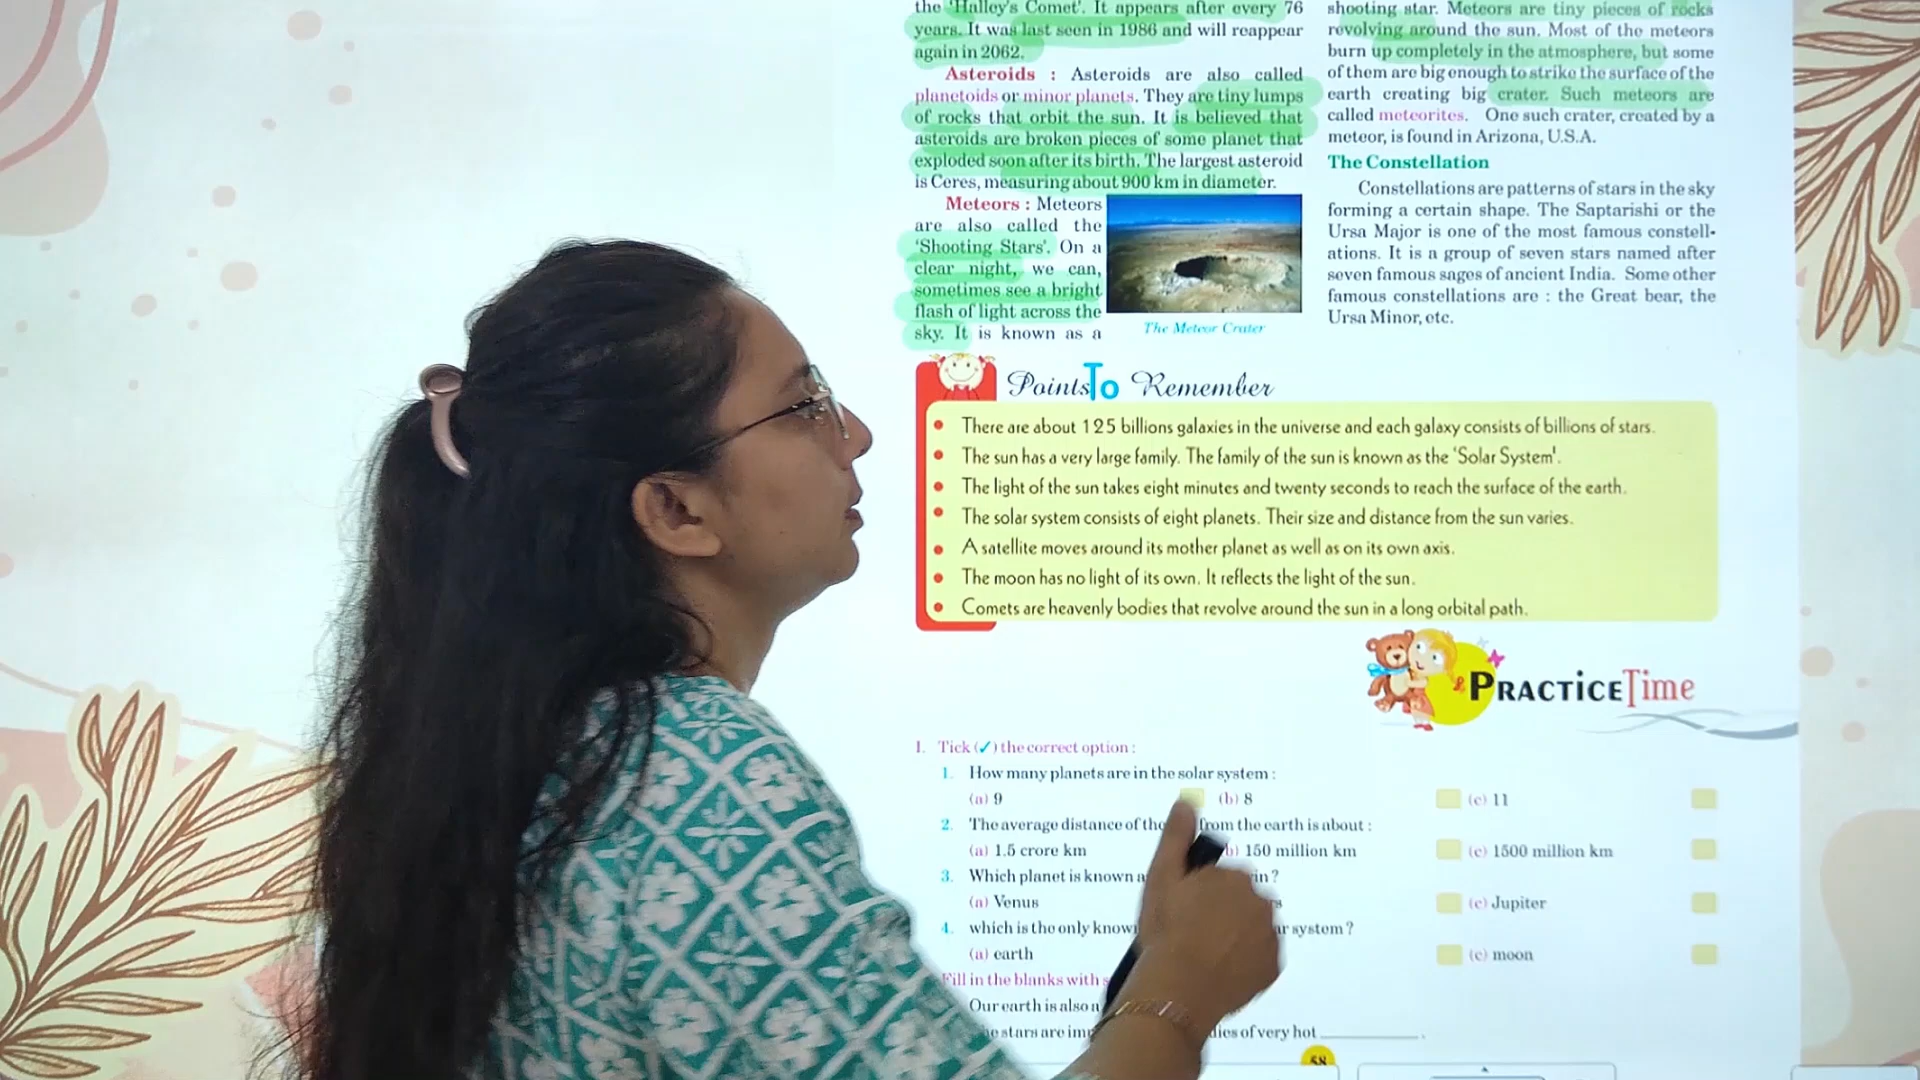 the 'Halley's Comet'. It appears after every 76
years. It was last seen in 1986 and will reappear
again in 2062.
Asteroids : Asteroids are also called
planetoids or minor planets. They are tiny lumps
of rocks that orbit the sun. It is believed that
asteroids are broken pieces of some planet that
exploded soon after its birth. The largest asteroid
is Ceres, measuring about 900 km in diameter.
Meteors : Meteors
are also called the
'Shooting Stars'. On a
clear night, we can,
sometimes see a bright
flash of light across the
sky. It is known as a
The Meteor Crater
shooting star. Meteors are tiny pieces of rocks
revolving around the sun. Most of the meteors
burn up completely in the atmosphere, but some
of them are big enough to strike the surface of the
earth creating big crater. Such meteors are
called meteorites. One such crater, created by a
meteor, is found in Arizona, U.S.A.
The Constellation
Constellations are patterns of stars in the sky
forming a certain shape. The Saptarishi or the
Ursa Major is one of the most famous constell-
ations. It is a group of seven stars named after
seven famous sages of ancient India. Some other
famous constellations are : the Great bear, the
Ursa Minor, etc.
Points To Remember
• There are about 125 billions galaxies in the universe and each galaxy consists of billions of stars.
• The sun has a very large family. The family of the sun is known as the 'Solar System'.
• The light of the sun takes eight minutes and twenty seconds to reach the surface of the earth.
• The solar system consists of eight planets. Their size and distance from the sun varies.
• A satellite moves around its mother planet as well as on its own axis.
• The moon has no light of its own. It reflects the light of the sun.
• Comets are heavenly bodies that revolve around the sun in a long orbital path.
PRACTiCE Time
I. Tick (✓) the correct option :
1. How many planets are in the solar system :
(a) 9 (b) 8 (c) 11
2. The average distance of the from the earth is about :
(a) 1.5 crore km (b) 150 million km (c) 1500 million km
3. Which planet is known
(a) Venus (c) Jupiter
4. which is the only system ?
(a) earth (c) moon
Fill in the blanks with
Our earth is also a
stars are of very hot ____________ .
58